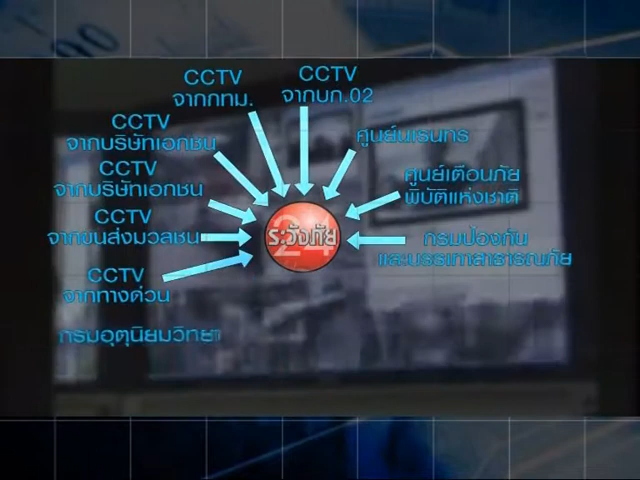 CCTV
จากกทม.
CCTV
จากบก.02
CCTV
จากบริษัทเอกชน
ศูนย์นเรนทร
CCTV
จากบริษัทเอกชน
ศูนย์เตือนภัย
พิบัติแห่งชาติ
CCTV
จากขนส่งมวลชน
24
ระวังภัย
กรมป้องกัน
และบรรเทาสาธารณภัย
CCTV
จากทางด่วน
กรมอุตุนิยมวิทยา